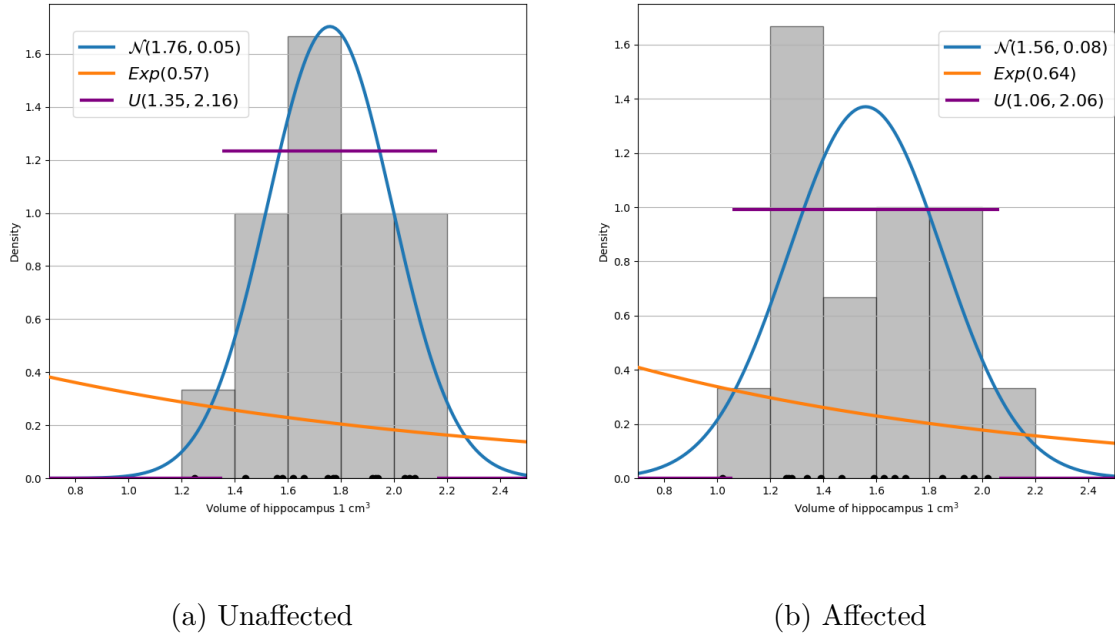 𝒩(1.76, 0.05)
Exp(0.57)
U(1.35, 2.16)
1.6
1.4
1.2
1.0
0.8
0.6
0.4
0.2
0.0
Density
0.8 1.0 1.2 1.4 1.6 1.8 2.0 2.2 2.4
Volume of hippocampus 1 cm³
(a) Unaffected
𝒩(1.56, 0.08)
Exp(0.64)
U(1.06, 2.06)
1.6
1.4
1.2
1.0
0.8
0.6
0.4
0.2
0.0
Density
0.8 1.0 1.2 1.4 1.6 1.8 2.0 2.2 2.4
Volume of hippocampus 1 cm³
(b) Affected